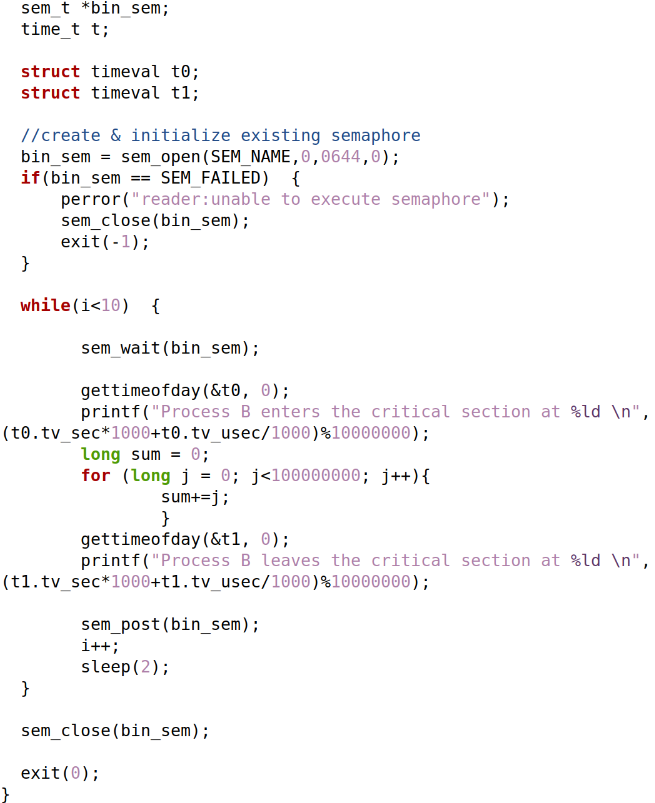 sem_t *bin_sem;
time_t t;
struct timeval t0;
struct timeval t1;
//create & initialize existing semaphore
bin_sem = sem_open(SEM_NAME,0,0644,0);
if(bin_sem == SEM_FAILED)  {
perror("reader:unable to execute semaphore");
sem_close(bin_sem);
exit(-1);
}
while(i<10)  {
sem_wait(bin_sem);
gettimeofday(&t0, 0);
printf("Process B enters the critical section at %ld \n",
(t0.tv_sec*1000+t0.tv_usec/1000)%10000000);
long sum = 0;
for (long j = 0; j<100000000; j++){
sum+=j;
}
gettimeofday(&t1, 0);
printf("Process B leaves the critical section at %ld \n",
(t1.tv_sec*1000+t1.tv_usec/1000)%10000000);
sem_post(bin_sem);
i++;
sleep(2);
}
sem_close(bin_sem);
exit(0);
}